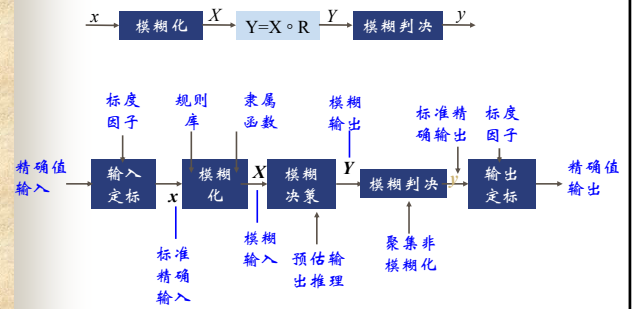 x 模糊化 X Y=X∘R Y 模糊判决 y
标度
因子
规则
库
隶属
函数
模糊
输出
标准精
确输出
标度
因子
精确值
输入
输入
定标
x
模糊
化
X
模糊
决策
Y
模糊判决
y
输出
定标
精确值
输出
标准
精确
输入
模糊
输入
预估输
出推理
聚集非
模糊化